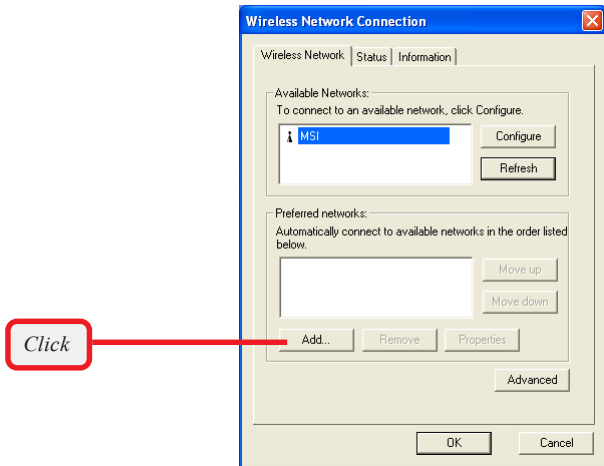 Wireless Network Connection
Wireless Network Status Information
Available Networks:
To connect to an available network, click Configure.
MSI
Configure
Refresh
Preferred networks:
Automatically connect to available networks in the order listed
below.
Move up
Move down
Click
Add... Remove Properties
Advanced
OK Cancel